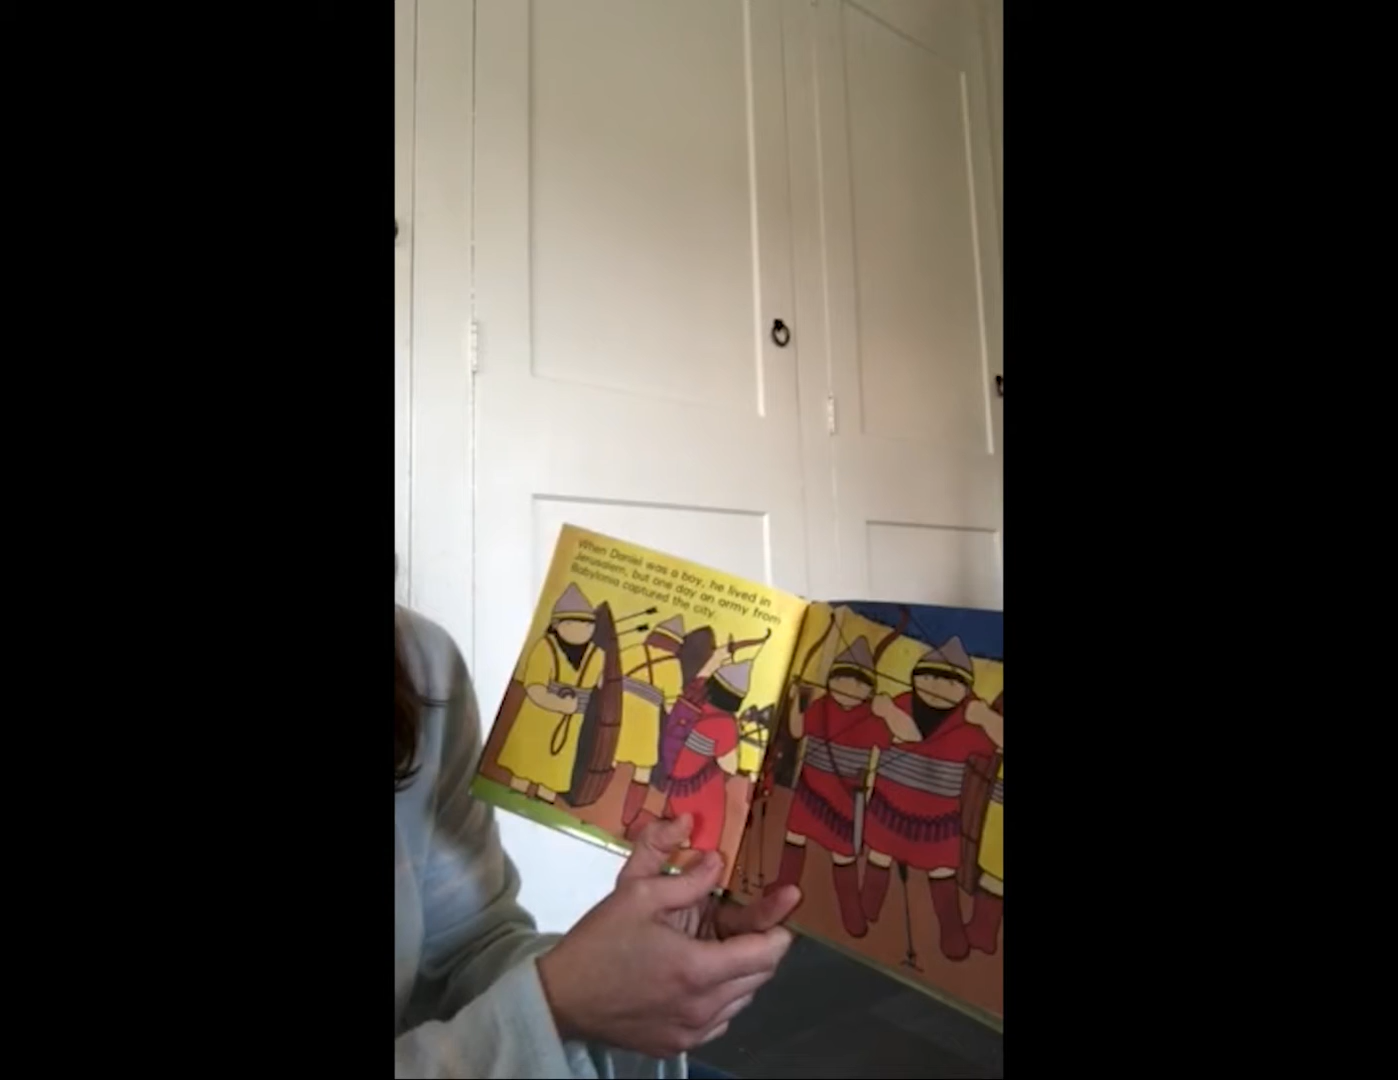 When Daniel was a boy, he lived in
Jerusalem, but one day an army from
Babylonia captured the city.